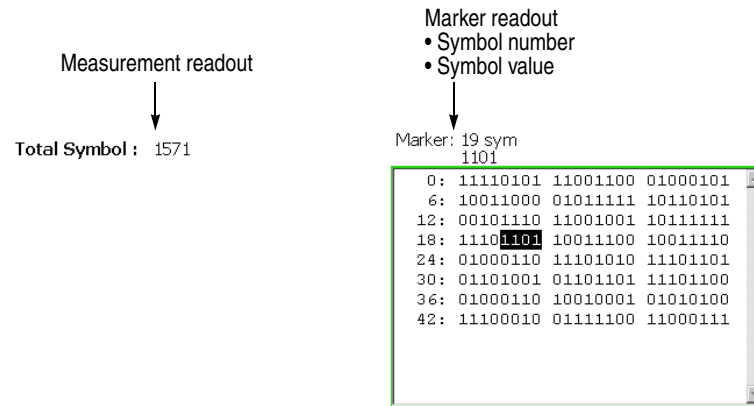 Measurement readout
Marker readout
• Symbol number
• Symbol value
Total Symbol : 1571
Marker: 19 sym
1101
0: 11110101 11001100 01000101
6: 10011000 01011111 10110101
12: 00101110 11001001 10111111
18: 11101101 10011100 10011110
24: 01000110 11101010 11101101
30: 01101001 01101101 11101100
36: 01000110 10010001 01010100
42: 11100010 01111100 11000111